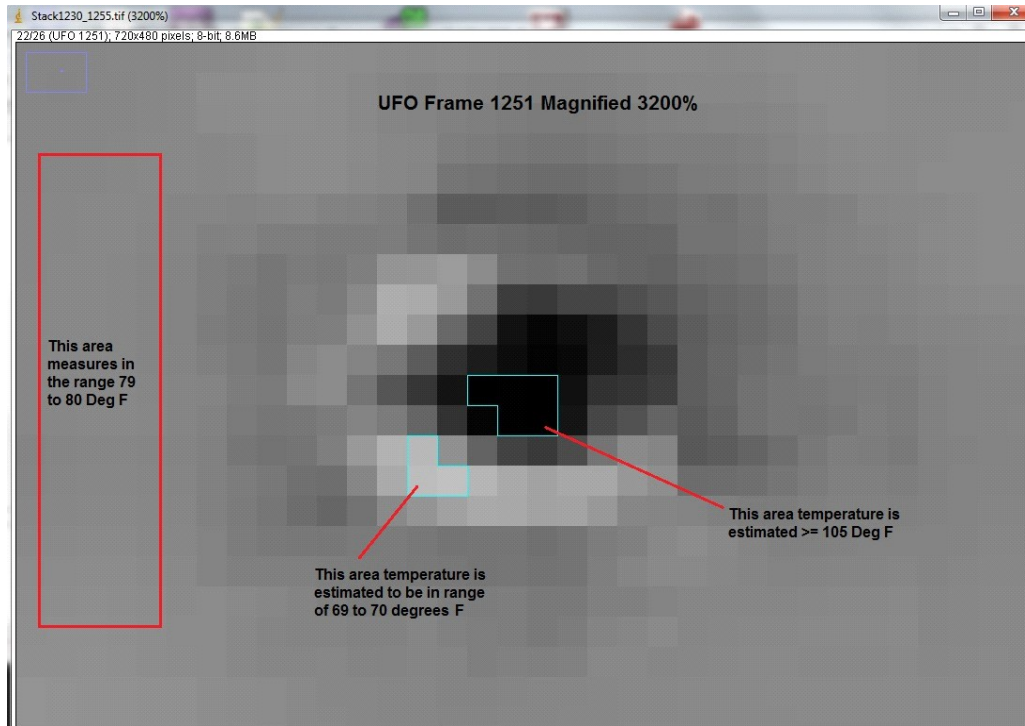 Stack1230_1255.tif (3200%)
22/26 (UFO 1251); 720x480 pixels; 8-bit; 8.6MB
UFO Frame 1251 Magnified 3200%
This area
measures in
the range 79
to 80 Deg F
This area temperature is
estimated >= 105 Deg F
This area temperature is
estimated to be in range
of 69 to 70 degrees F